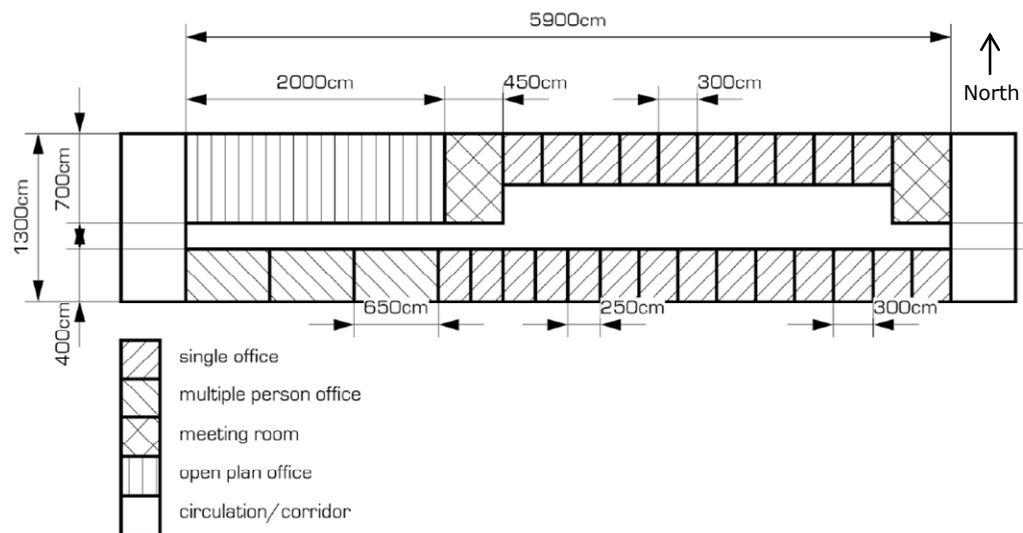 5900cm
2000cm
450cm
300cm
North
700cm
1300cm
400cm
650cm
250cm
300cm
single office
multiple person office
meeting room
open plan office
circulation/corridor